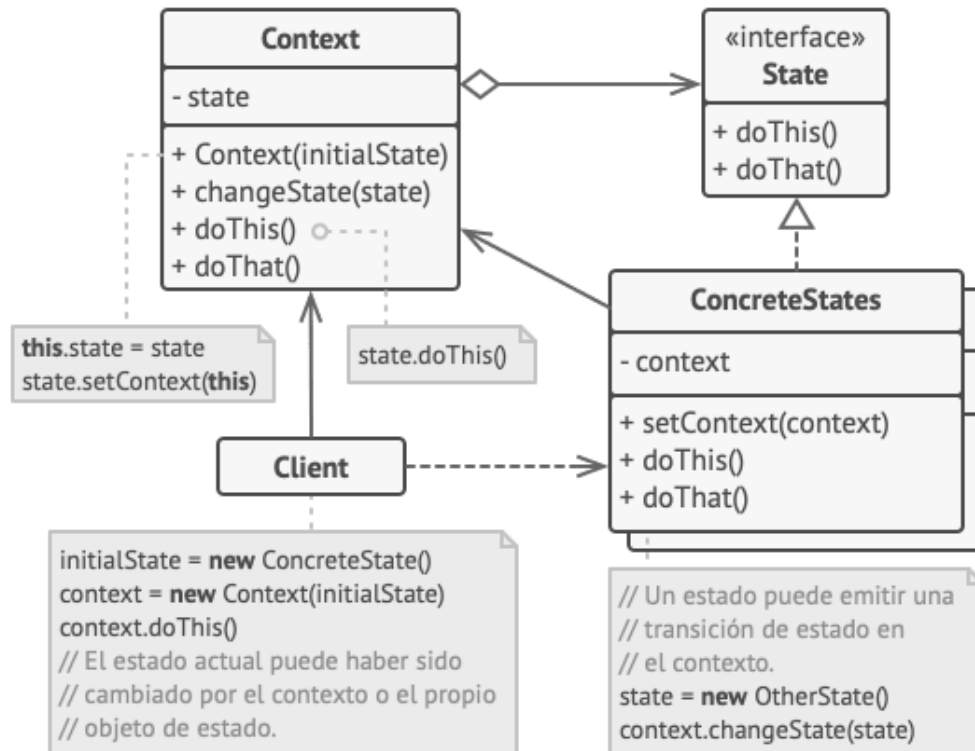 Context
- state
+ Context(initialState)
+ changeState(state)
+ doThis()
+ doThat()
«interface»
State
+ doThis()
+ doThat()
this.state = state
state.setContext(this)
state.doThis()
ConcreteStates
- context
+ setContext(context)
+ doThis()
+ doThat()
Client
initialState = new ConcreteState()
context = new Context(initialState)
context.doThis()
// El estado actual puede haber sido
// cambiado por el contexto o el propio
// objeto de estado.
// Un estado puede emitir una
// transición de estado en
// el contexto.
state = new OtherState()
context.changeState(state)